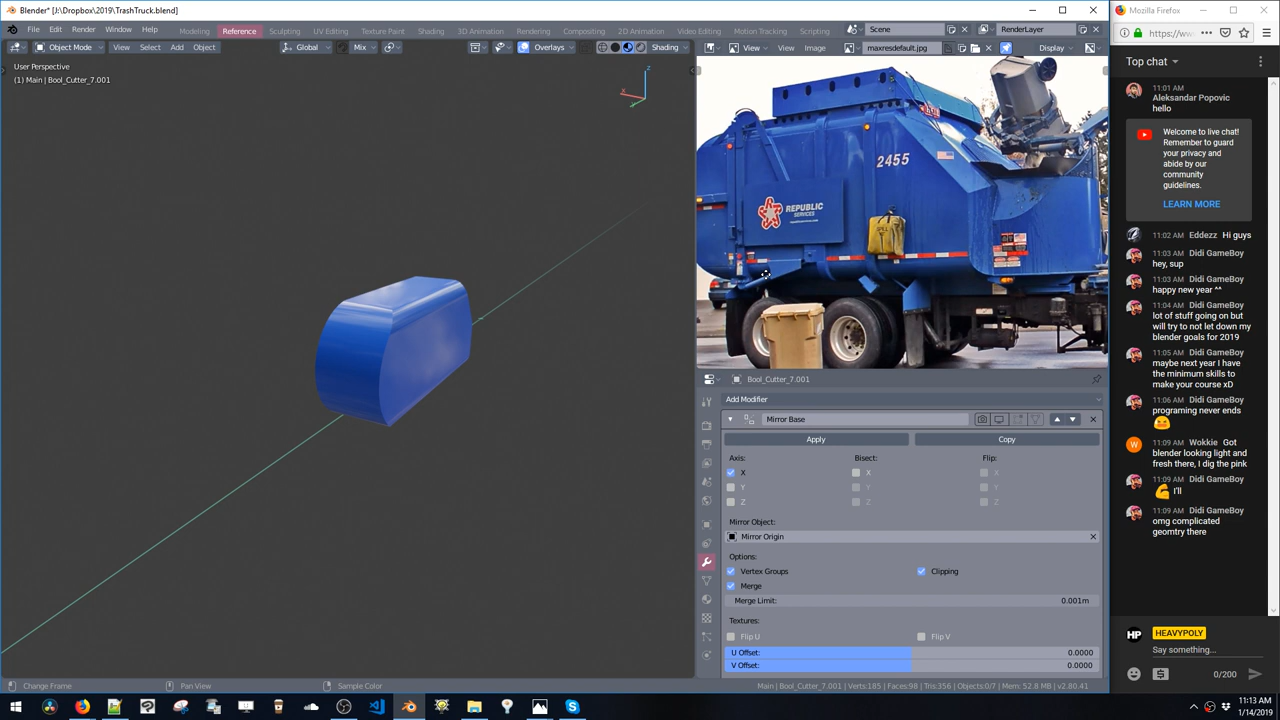 Blender* [J:\Dropbox\2019\TrashTruck.blend]
File Edit Render Window Help Modeling Reference Sculpting UV Editing Texture Paint Shading 3D Animation Rendering Compositing 2D Animation Video Editing Motion Tracking Scripting Scene RenderLayer
Object Mode View Select Add Object Global Mix Overlays Shading
View View Image maxresdefault.jpg Display
User Perspective
(1) Main | Bool_Cutter_7.001
x
z
2455
REPUBLIC
SERVICES
Bool_Cutter_7.001
Add Modifier
Mirror Base
Apply Copy
Axis: Bisect: Flip:
X X X
Y Y Y
Z Z Z
Mirror Object:
Mirror Origin
Options:
Vertex Groups Clipping
Merge
Merge Limit: 0.001m
Textures:
Flip U Flip V
U Offset: 0.0000
V Offset: 0.0000
Change Frame Pan View Sample Color
Main | Bool_Cutter_7.001 | Verts:185 | Faces:98 | Tris:356 | Objects:0/7 | Mem: 52.8 MB | v2.80.41
Mozilla Firefox
https://ww
Top chat
11:01 AM
Aleksandar Popovic
hello
Welcome to live chat!
Remember to guard
your privacy and
abide by our
community
guidelines.
LEARN MORE
11:02 AM Eddezz Hi guys
11:03 AM Didi GameBoy
hey, sup
11:03 AM Didi GameBoy
happy new year ^^
11:04 AM Didi GameBoy
lot of stuff going on but
will try to not let down my
blender goals for 2019
11:05 AM Didi GameBoy
maybe next year I have
the minimum skills to
make your course xD
11:06 AM Didi GameBoy
programing never ends
11:09 AM Wokkie Got
blender looking light and
fresh there, I dig the pink
11:09 AM Didi GameBoy
I'll
11:09 AM Didi GameBoy
omg complicated
geomtry there
HP HEAVYPOLY
Say something...
0/200
11:13 AM
1/14/2019